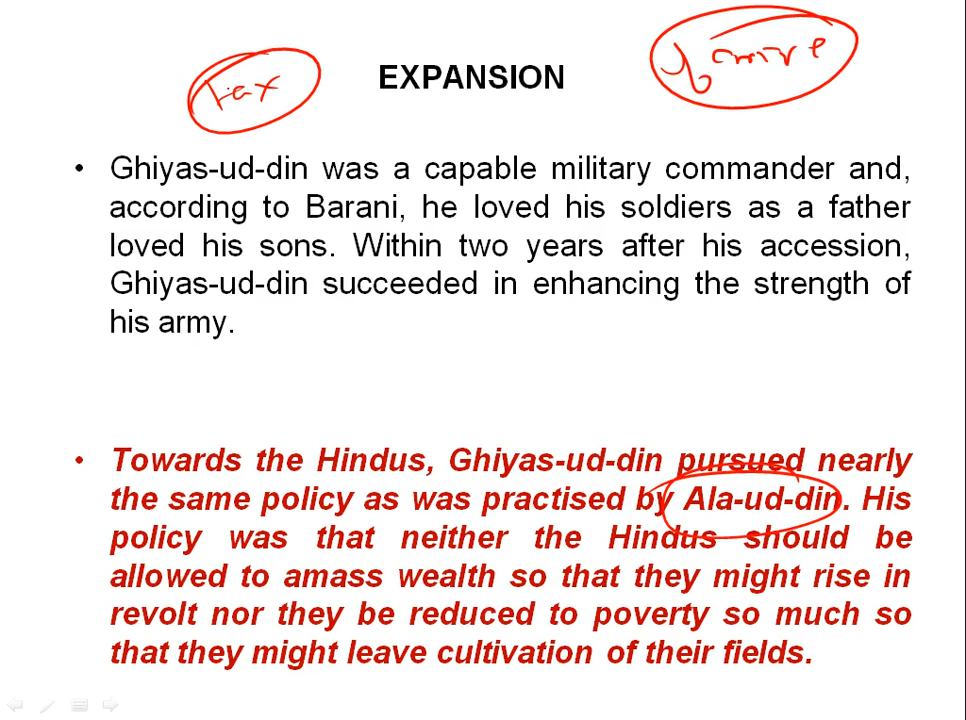 Tax
EXPANSION
• Ghiyas-ud-din was a capable military commander and,
according to Barani, he loved his soldiers as a father
loved his sons. Within two years after his accession,
Ghiyas-ud-din succeeded in enhancing the strength of
his army.
• Towards the Hindus, Ghiyas-ud-din pursued nearly
the same policy as was practised by Ala-ud-din. His
policy was that neither the Hindus should be
allowed to amass wealth so that they might rise in
revolt nor they be reduced to poverty so much so
that they might leave cultivation of their fields.